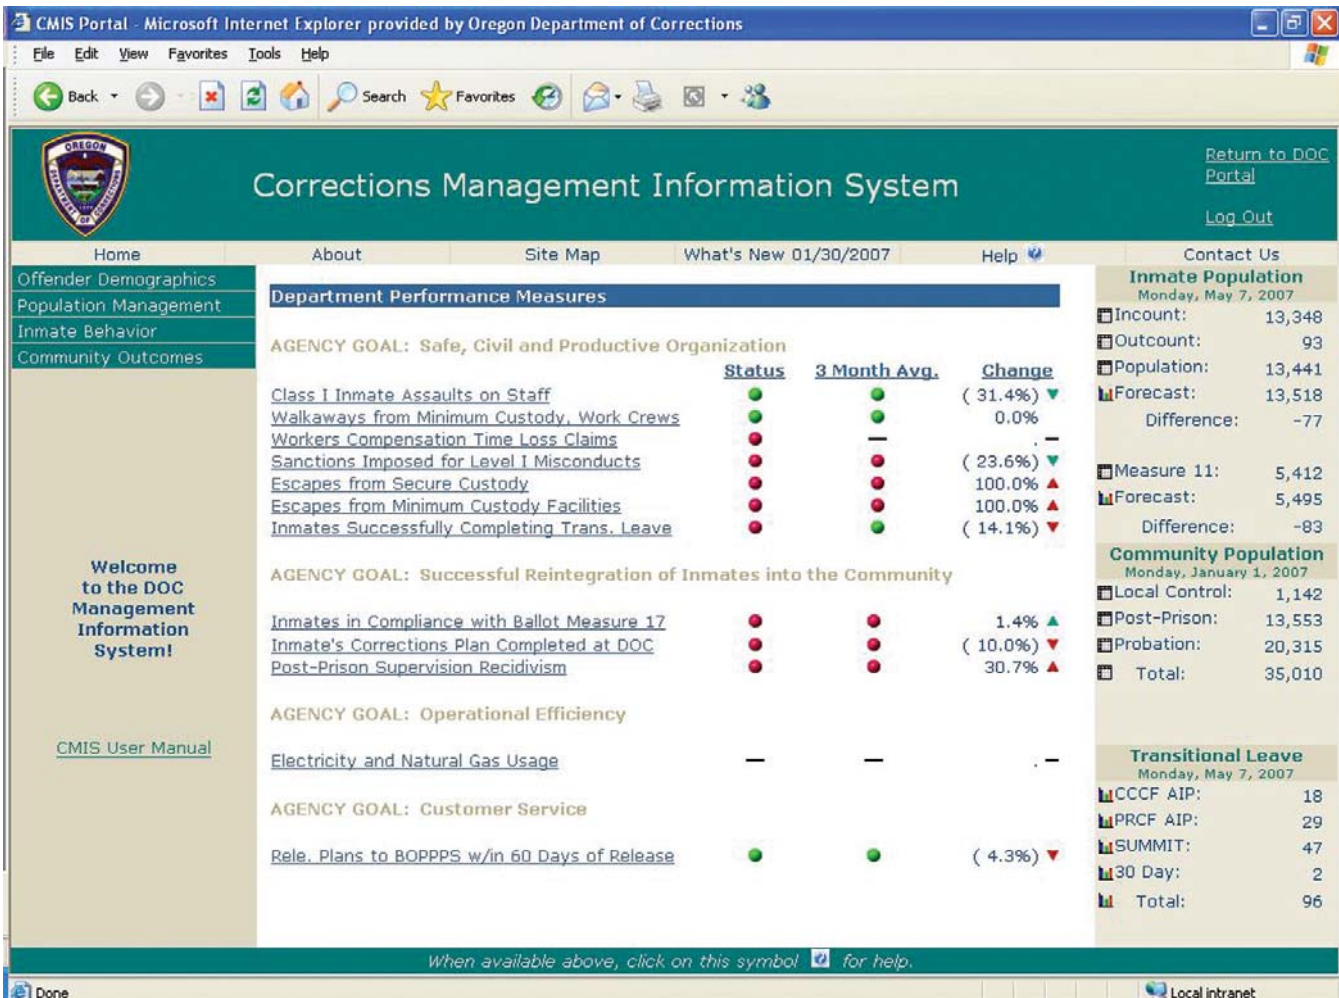 CMIS Portal - Microsoft Internet Explorer provided by Oregon Department of Corrections
File Edit View Favorites Tools Help
Back Search Favorites
OREGON
DEPARTMENT OF CORRECTIONS
Corrections Management Information System
Return to DOC
Portal
Log Out
Home About Site Map What's New 01/30/2007 Help Contact Us
Offender Demographics
Population Management
Inmate Behavior
Community Outcomes
Welcome
to the DOC
Management
Information
System!
CMIS User Manual
Department Performance Measures
AGENCY GOAL: Safe, Civil and Productive Organization
Status 3 Month Avg. Change
Class I Inmate Assaults on Staff ( 31.4%)
Walkaways from Minimum Custody, Work Crews 0.0%
Workers Compensation Time Loss Claims — . —
Sanctions Imposed for Level I Misconducts ( 23.6%)
Escapes from Secure Custody 100.0%
Escapes from Minimum Custody Facilities 100.0%
Inmates Successfully Completing Trans. Leave ( 14.1%)
AGENCY GOAL: Successful Reintegration of Inmates into the Community
Inmates in Compliance with Ballot Measure 17 1.4%
Inmate's Corrections Plan Completed at DOC ( 10.0%)
Post-Prison Supervision Recidivism 30.7%
AGENCY GOAL: Operational Efficiency
Electricity and Natural Gas Usage — — . —
AGENCY GOAL: Customer Service
Rele. Plans to BOPPPS w/in 60 Days of Release ( 4.3%)
Inmate Population
Monday, May 7, 2007
Incount: 13,348
Outcount: 93
Population: 13,441
Forecast: 13,518
Difference: -77
Measure 11: 5,412
Forecast: 5,495
Difference: -83
Community Population
Monday, January 1, 2007
Local Control: 1,142
Post-Prison: 13,553
Probation: 20,315
Total: 35,010
Transitional Leave
Monday, May 7, 2007
CCCF AIP: 18
PRCF AIP: 29
SUMMIT: 47
30 Day: 2
Total: 96
When available above, click on this symbol ? for help.
Done Local intranet